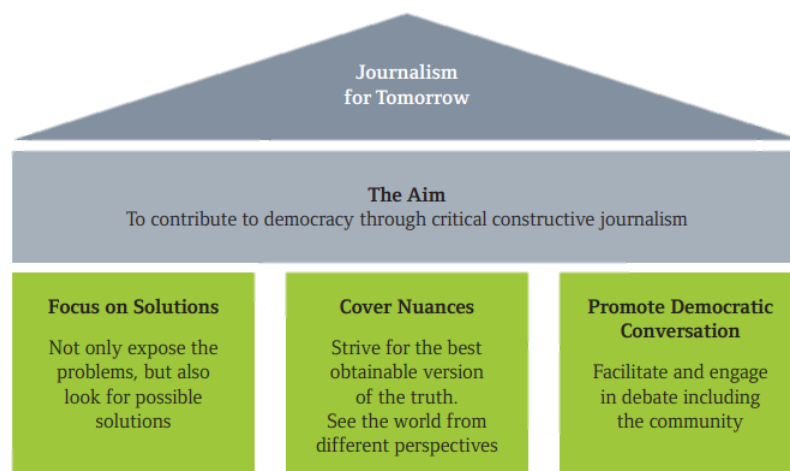 Journalism
for Tomorrow
The Aim
To contribute to democracy through critical constructive journalism
Focus on Solutions
Not only expose the
problems, but also
look for possible
solutions
Cover Nuances
Strive for the best
obtainable version
of the truth.
See the world from
different perspectives
Promote Democratic
Conversation
Facilitate and engage
in debate including
the community